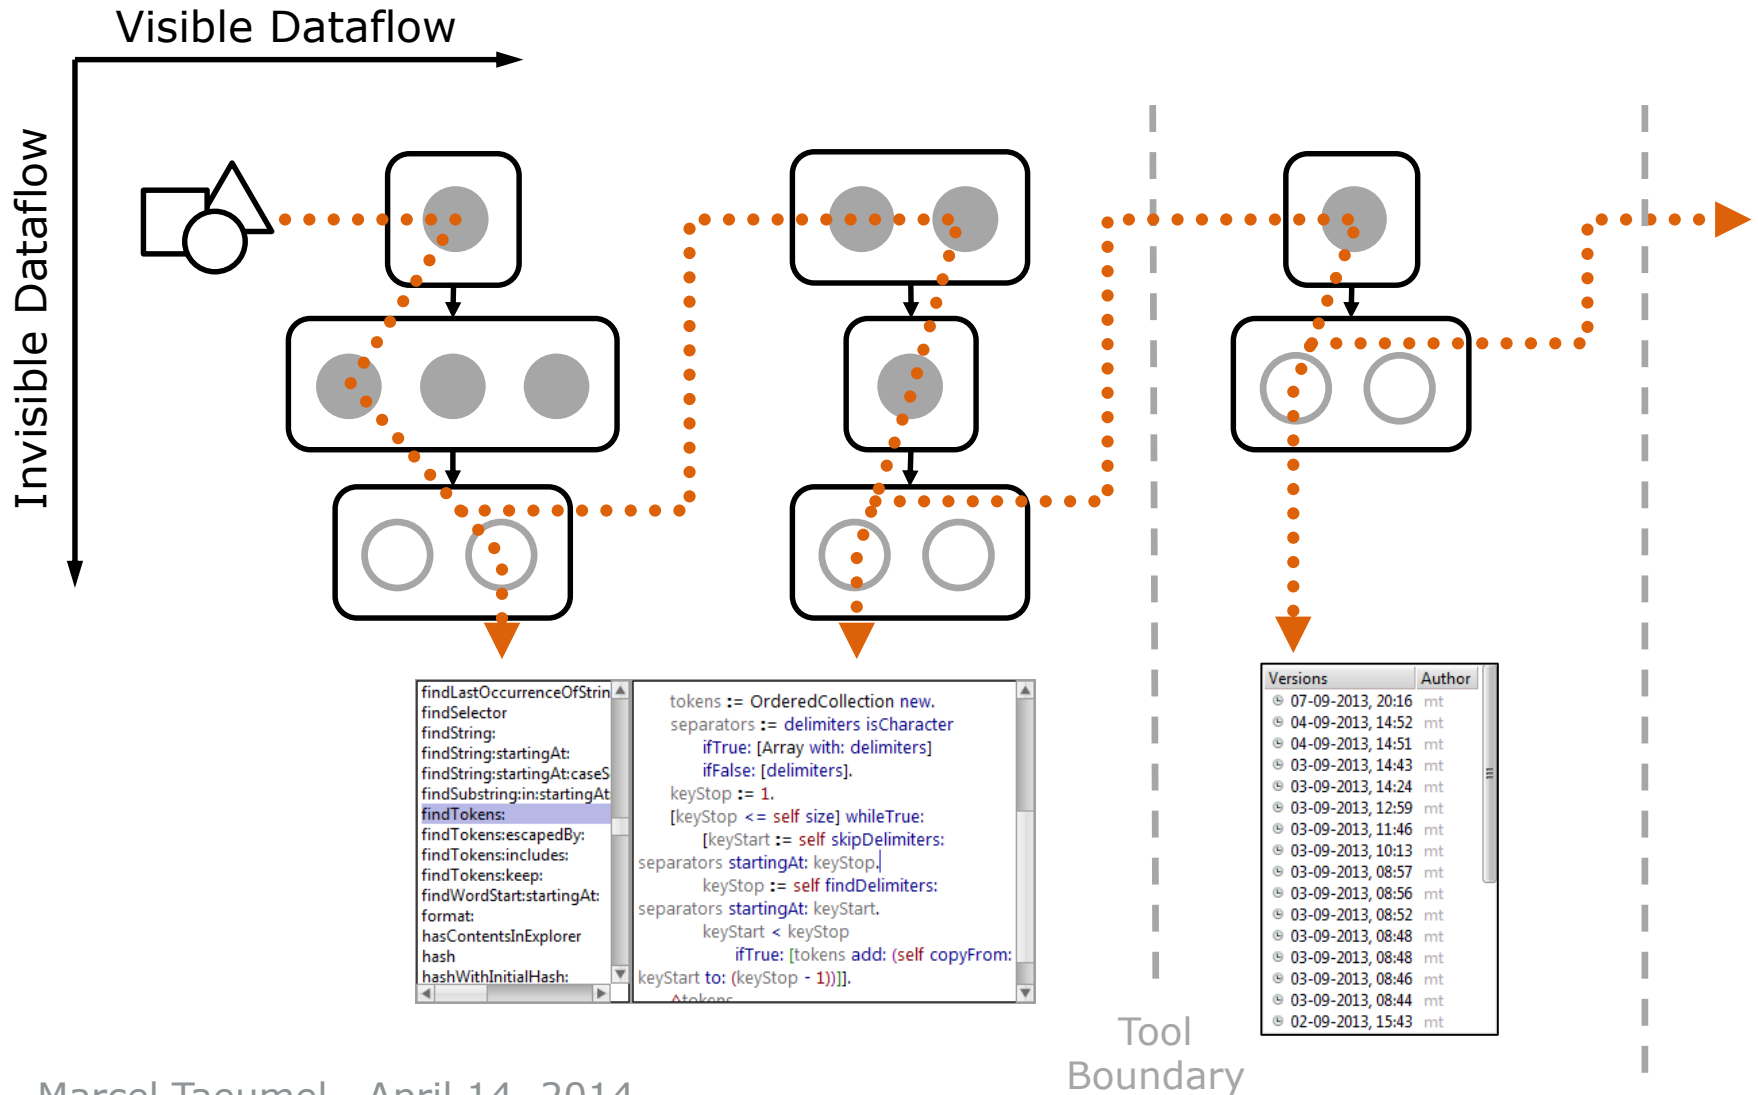 Visible Dataflow
Invisible Dataflow
findLastOccurrenceOfStrin
findSelector
findString:
findString:startingAt:
findString:startingAt:caseS
findSubstring:in:startingAt:
findTokens:
findTokens:escapedBy:
findTokens:includes:
findTokens:keep:
findWordStart:startingAt:
format:
hasContentsInExplorer
hash
hashWithInitialHash:
tokens := OrderedCollection new.
separators := delimiters isCharacter
ifTrue: [Array with: delimiters]
ifFalse: [delimiters].
keyStop := 1.
[keyStop <= self size] whileTrue:
[keyStart := self skipDelimiters:
separators startingAt: keyStop.
keyStop := self findDelimiters:
separators startingAt: keyStart.
keyStart < keyStop
ifTrue: [tokens add: (self copyFrom:
keyStart to: (keyStop - 1))]].
^tokens
Versions Author
07-09-2013, 20:16 mt
04-09-2013, 14:52 mt
04-09-2013, 14:51 mt
03-09-2013, 14:43 mt
03-09-2013, 14:24 mt
03-09-2013, 12:59 mt
03-09-2013, 11:46 mt
03-09-2013, 10:13 mt
03-09-2013, 08:57 mt
03-09-2013, 08:56 mt
03-09-2013, 08:52 mt
03-09-2013, 08:48 mt
03-09-2013, 08:48 mt
03-09-2013, 08:46 mt
03-09-2013, 08:44 mt
02-09-2013, 15:43 mt
Tool
Boundary
Marcel Taeumel April 14, 2014